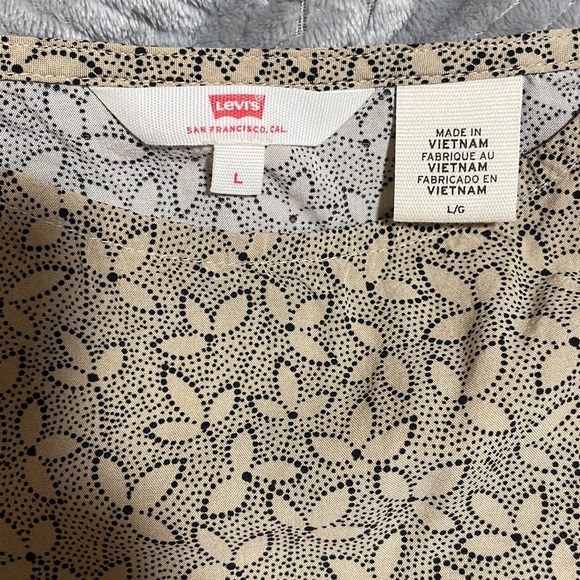 Levi's
SAN FRANCISCO, CAL.
L
MADE IN
VIETNAM
FABRIQUE AU
VIETNAM
FABRICADO EN
VIETNAM
L/G